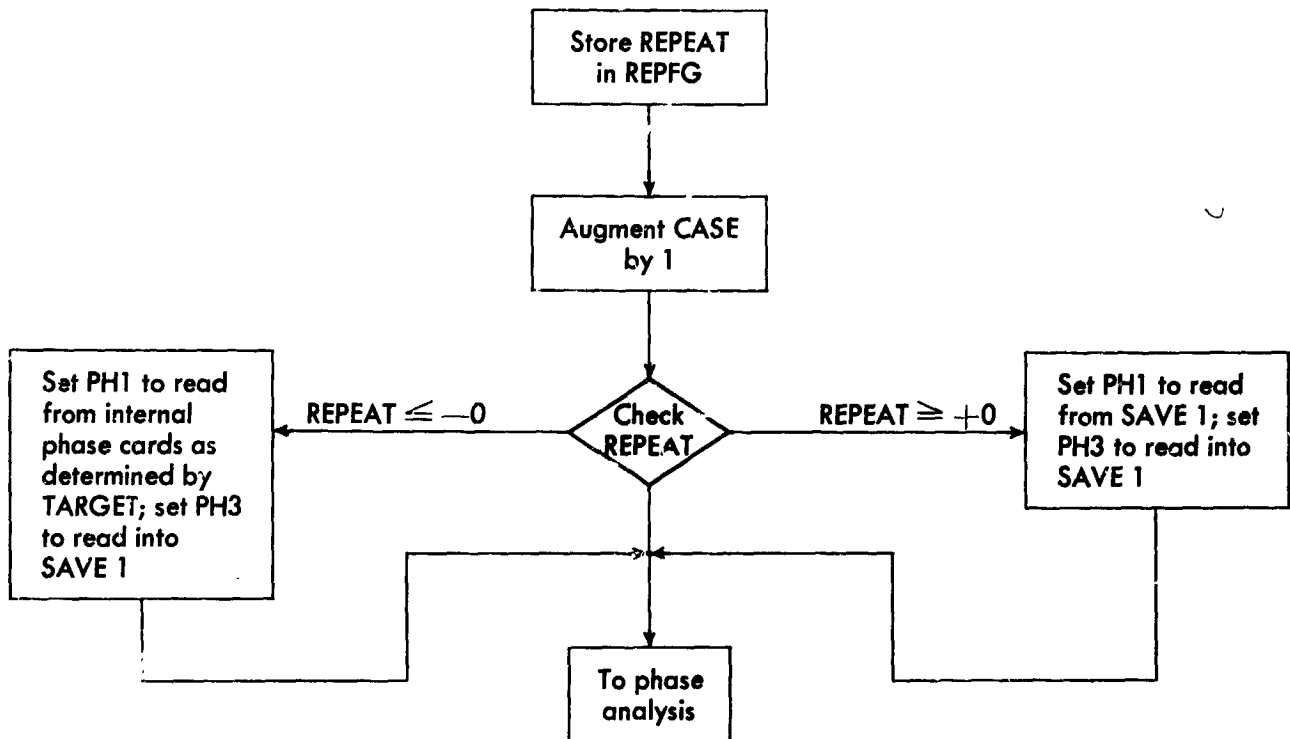 Store REPEAT
in REPFG
Augment CASE
by 1
Set PH1 to read
from internal
phase cards as
determined by
TARGET; set PH3
to read into
SAVE 1
REPEAT ≦ −0
Check
REPEAT
REPEAT ≧ +0
Set PH1 to read
from SAVE 1; set
PH3 to read into
SAVE 1
To phase
analysis